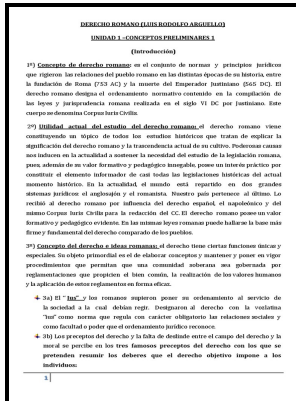 DERECHO ROMANO (LUIS RODOLFO ARGUELLO)
UNIDAD 1 –CONCEPTOS PRELIMINARES 1
(Introducción)
1º) Concepto de derecho romano: es el conjunto de normas y principios jurídicos
que rigieron las relaciones del pueblo romano en las distintas épocas de su historia, entre
la fundación de Roma (753 AC) y la muerte del Emperador Justiniano (565 DC). El
derecho romano designa el ordenamiento normativo contenido en la compilación de
las leyes y jurisprudencia romana realizada en el siglo VI DC por Justiniano. Este
cuerpo se denomina Corpus Iuris Civilis.
2º) Utilidad actual del estudio del derecho romano: el derecho romano viene
constituyendo un tópico de todos los estudios históricos que tratan de explicar la
significación del derecho romano y la trascendencia actual de su cultivo. Poderosas causas
nos inducen en la actualidad a sostener la necesidad del estudio de la legislación romana,
pues, además de su valor formativo y pedagógico innegable, posee un interés práctico por
constituir el elemento informador de casi todas las legislaciones históricas del actual
momento histórico. En la actualidad, el mundo está repartido en dos grandes
sistemas jurídicos: el anglosajón y el romanista. Nuestro país pertenece al último. Lo
recibió al derecho romano por influencia del derecho español, el napoleónico y del
mismo Corpus Iuris Civilis para la redacción del CC. El derecho romano posee un valor
formativo y pedagógico evidente. En las mismas leyes romanas puede hallarse la base más
firme y fundamental del derecho comparado de los pueblos.
3º) Concepto del derecho e ideas romanas: el derecho tiene ciertas funciones únicas y
especiales. Su objeto primordial es el de elaborar conceptos y mantener y poner en vigor
procedimientos que permitan que una comunidad soberana sea gobernada por
reglamentaciones que propicien el bien común, la realización de los valores humanos
y la aplicación de estos reglamentos en forma eficaz.
3a) El "Ius" y los romanos supieron poner su ordenamiento al servicio de
la sociedad a la cual debían regir. Designaron al derecho con la vozlatina
"Ius" como norma que regula con carácter obligatorio las relaciones sociales y
como facultad o poder que el ordenamiento jurídico reconoce.
3b) Los preceptos del derecho y la falta de deslinde entre el campo del derecho y la
moral se percibe en los tres famosos preceptos del derecho con los que se
pretenden resumir los deberes que el derecho objetivo impone a los
individuos:
1